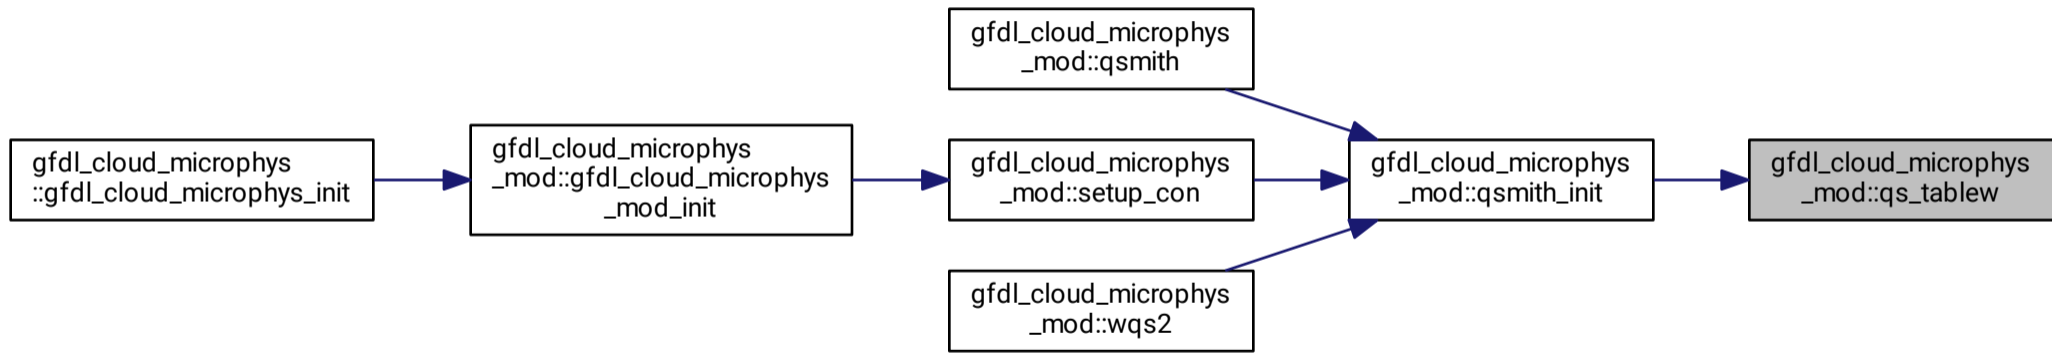 gfdl_cloud_microphys
::gfdl_cloud_microphys_init
gfdl_cloud_microphys
_mod::gfdl_cloud_microphys
_mod_init
gfdl_cloud_microphys
_mod::qsmith
gfdl_cloud_microphys
_mod::setup_con
gfdl_cloud_microphys
_mod::wqs2
gfdl_cloud_microphys
_mod::qsmith_init
gfdl_cloud_microphys
_mod::qs_tablew